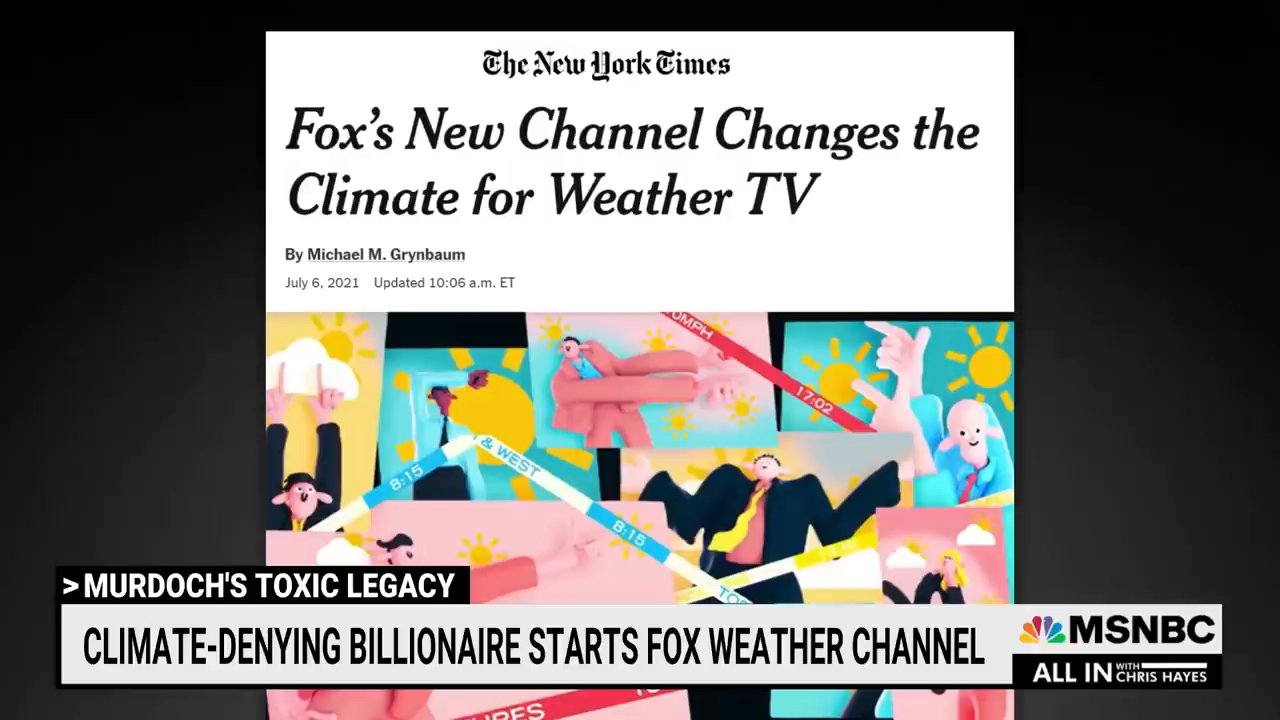 The New York Times
Fox's New Channel Changes the
Climate for Weather TV
By Michael M. Grynbaum
July 6, 2021 Updated 10:06 a.m. ET
17:02
& WEST
8:15
8:15
> MURDOCH'S TOXIC LEGACY
CLIMATE-DENYING BILLIONAIRE STARTS FOX WEATHER CHANNEL
MSNBC
ALL IN WITH CHRIS HAYES